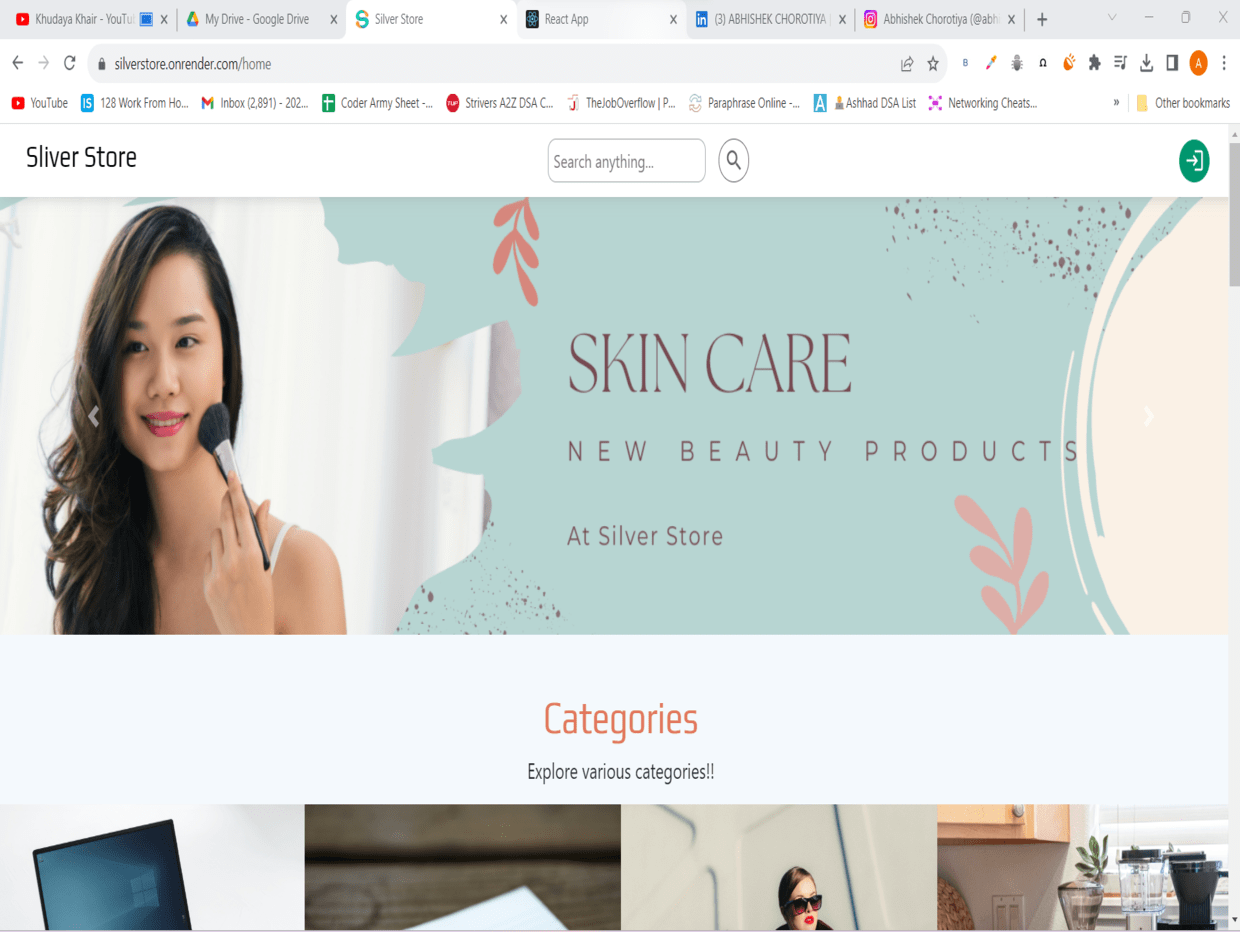 Khudaya Khair - YouTu
My Drive - Google Drive
Silver Store
React App
(3) ABHISHEK CHOROTIYA |
Abhishek Chorotiya (@abhi
silverstore.onrender.com/home
YouTube
128 Work From Ho...
Inbox (2,891) - 202...
Coder Army Sheet -...
Strivers A2Z DSA C...
TheJobOverflow | P...
Paraphrase Online -...
Ashhad DSA List
Networking Cheats...
»
Other bookmarks
Sliver Store
Search anything...
SKIN CARE
NEW BEAUTY PRODUCTS
At Silver Store
Categories
Explore various categories!!